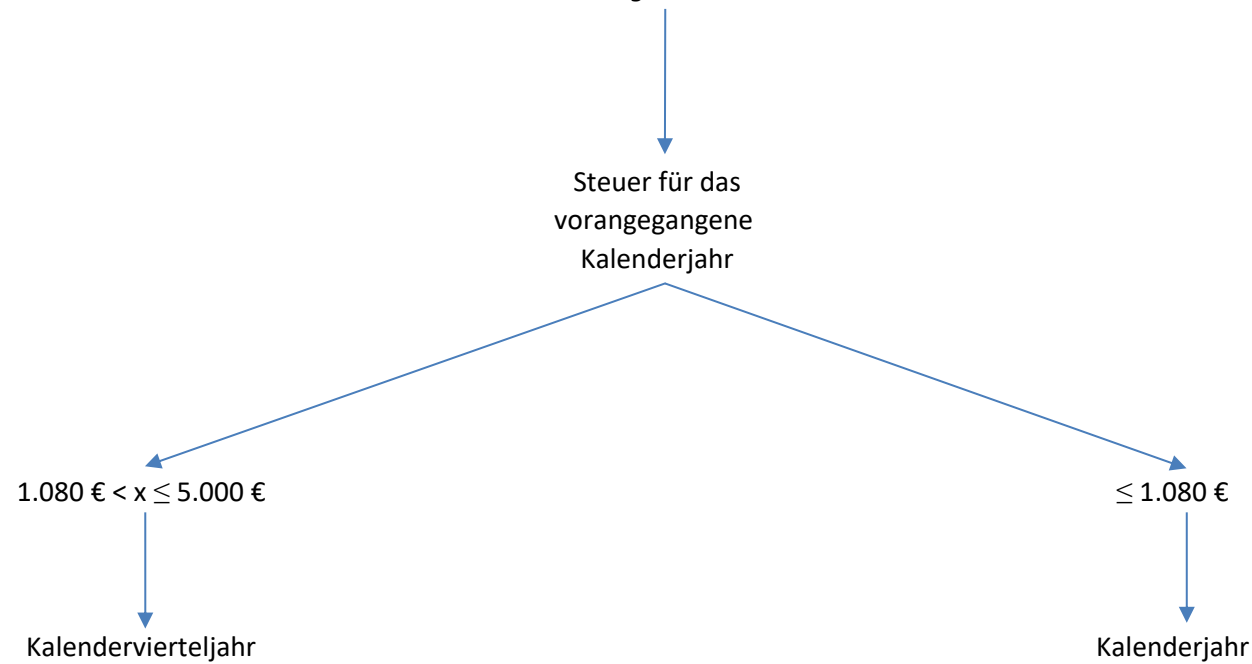 Steuer für das
vorangegangene
Kalenderjahr
1.080 € < x ≤ 5.000 €
≤ 1.080 €
Kalendervierteljahr
Kalenderjahr